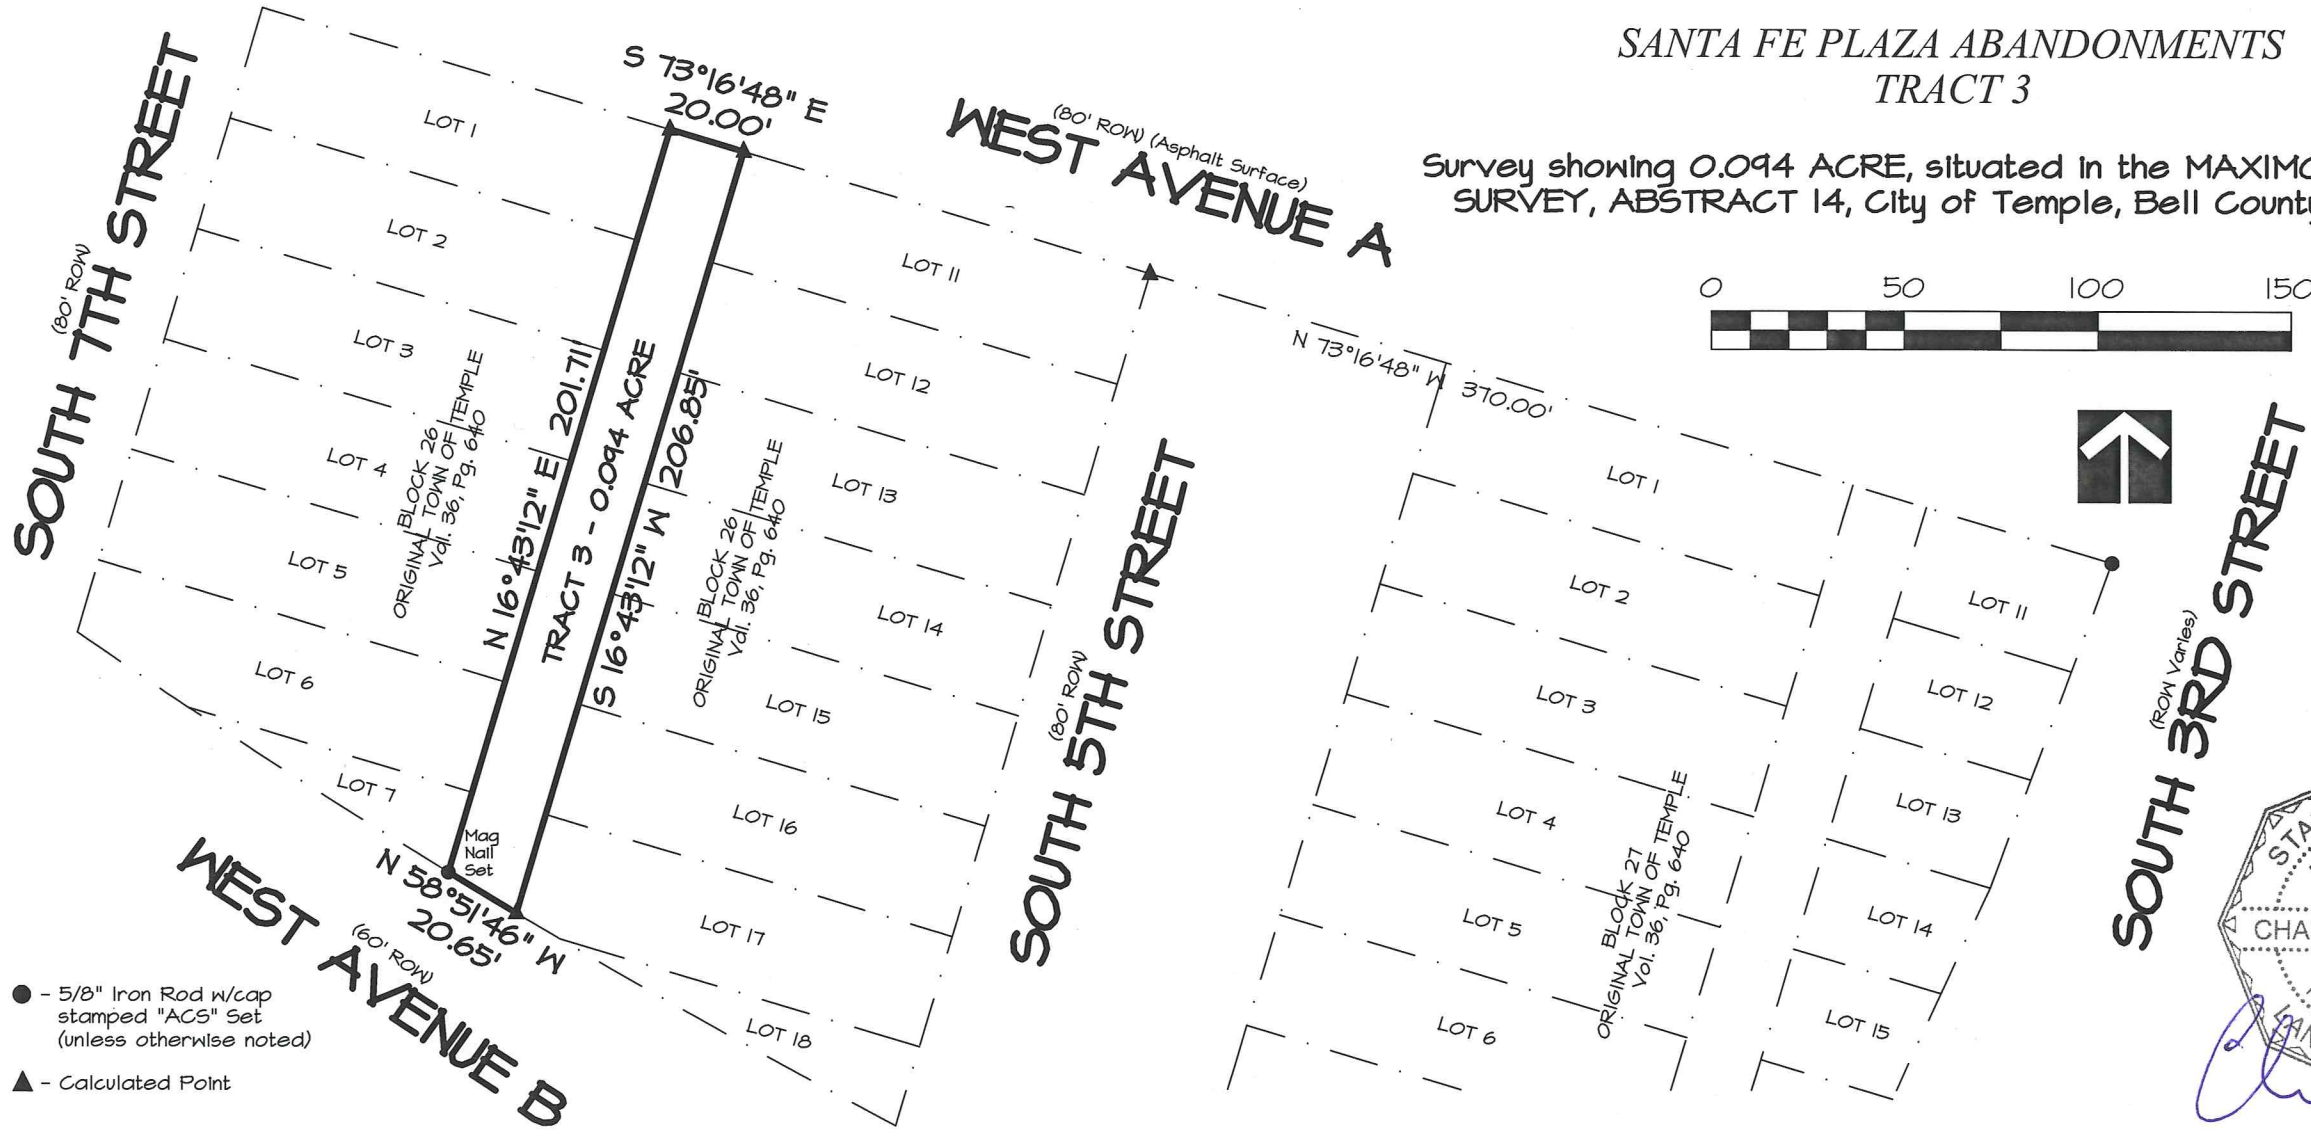 SANTA FE PLAZA ABANDONMENTS
TRACT 3
Survey showing 0.094 ACRE, situated in the MAXIMO
SURVEY, ABSTRACT 14, City of Temple, Bell County
0 50 100 150
S 73°16'48" E
20.00'
(80' ROW) (Asphalt Surface)
WEST AVENUE A
SOUTH 7TH STREET
(80' ROW)
LOT 1
LOT 2
LOT 3
LOT 4
LOT 5
LOT 6
LOT 7
BLOCK 26
ORIGINAL TOWN OF TEMPLE
Vol. 36, Pg. 640
N 16°43'12" E 201.71'
TRACT 3 - 0.094 ACRE
S 16°43'12" W 206.85'
BLOCK 26
ORIGINAL TOWN OF TEMPLE
Vol. 36, Pg. 640
LOT 11
LOT 12
LOT 13
LOT 14
LOT 15
LOT 16
LOT 17
LOT 18
Mag
Nail
Set
N 58°51'46" W
20.65'
(60' ROW)
WEST AVENUE B
SOUTH 5TH STREET
(80' ROW)
N 73°16'48" W 370.00'
LOT 1
LOT 2
LOT 3
LOT 4
LOT 5
LOT 6
BLOCK 27
ORIGINAL TOWN OF TEMPLE
Vol. 36, Pg. 640
LOT 11
LOT 12
LOT 13
LOT 14
LOT 15
(ROW Varies)
SOUTH 3RD STREET
- 5/8" Iron Rod w/cap
stamped "ACS" Set
(unless otherwise noted)
- Calculated Point
STA
CHA